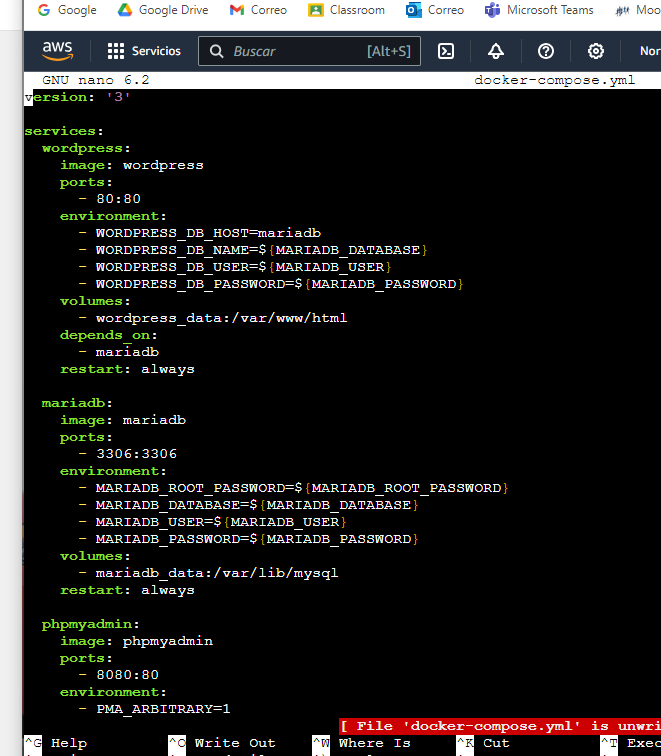 Google Google Drive Correo Classroom Correo Microsoft Teams
aws Servicios Buscar [Alt+S]
GNU nano 6.2 docker-compose.yml
version: '3'
services:
wordpress:
image: wordpress
ports:
- 80:80
environment:
- WORDPRESS_DB_HOST=mariadb
- WORDPRESS_DB_NAME=${MARIADB_DATABASE}
- WORDPRESS_DB_USER=${MARIADB_USER}
- WORDPRESS_DB_PASSWORD=${MARIADB_PASSWORD}
volumes:
- wordpress_data:/var/www/html
depends_on:
- mariadb
restart: always
mariadb:
image: mariadb
ports:
- 3306:3306
environment:
- MARIADB_ROOT_PASSWORD=${MARIADB_ROOT_PASSWORD}
- MARIADB_DATABASE=${MARIADB_DATABASE}
- MARIADB_USER=${MARIADB_USER}
- MARIADB_PASSWORD=${MARIADB_PASSWORD}
volumes:
- mariadb_data:/var/lib/mysql
restart: always
phpmyadmin:
image: phpmyadmin
ports:
- 8080:80
environment:
- PMA_ARBITRARY=1
[ File 'docker-compose.yml' is unwri
^G Help ^O Write Out ^W Where Is ^K Cut ^T Exec